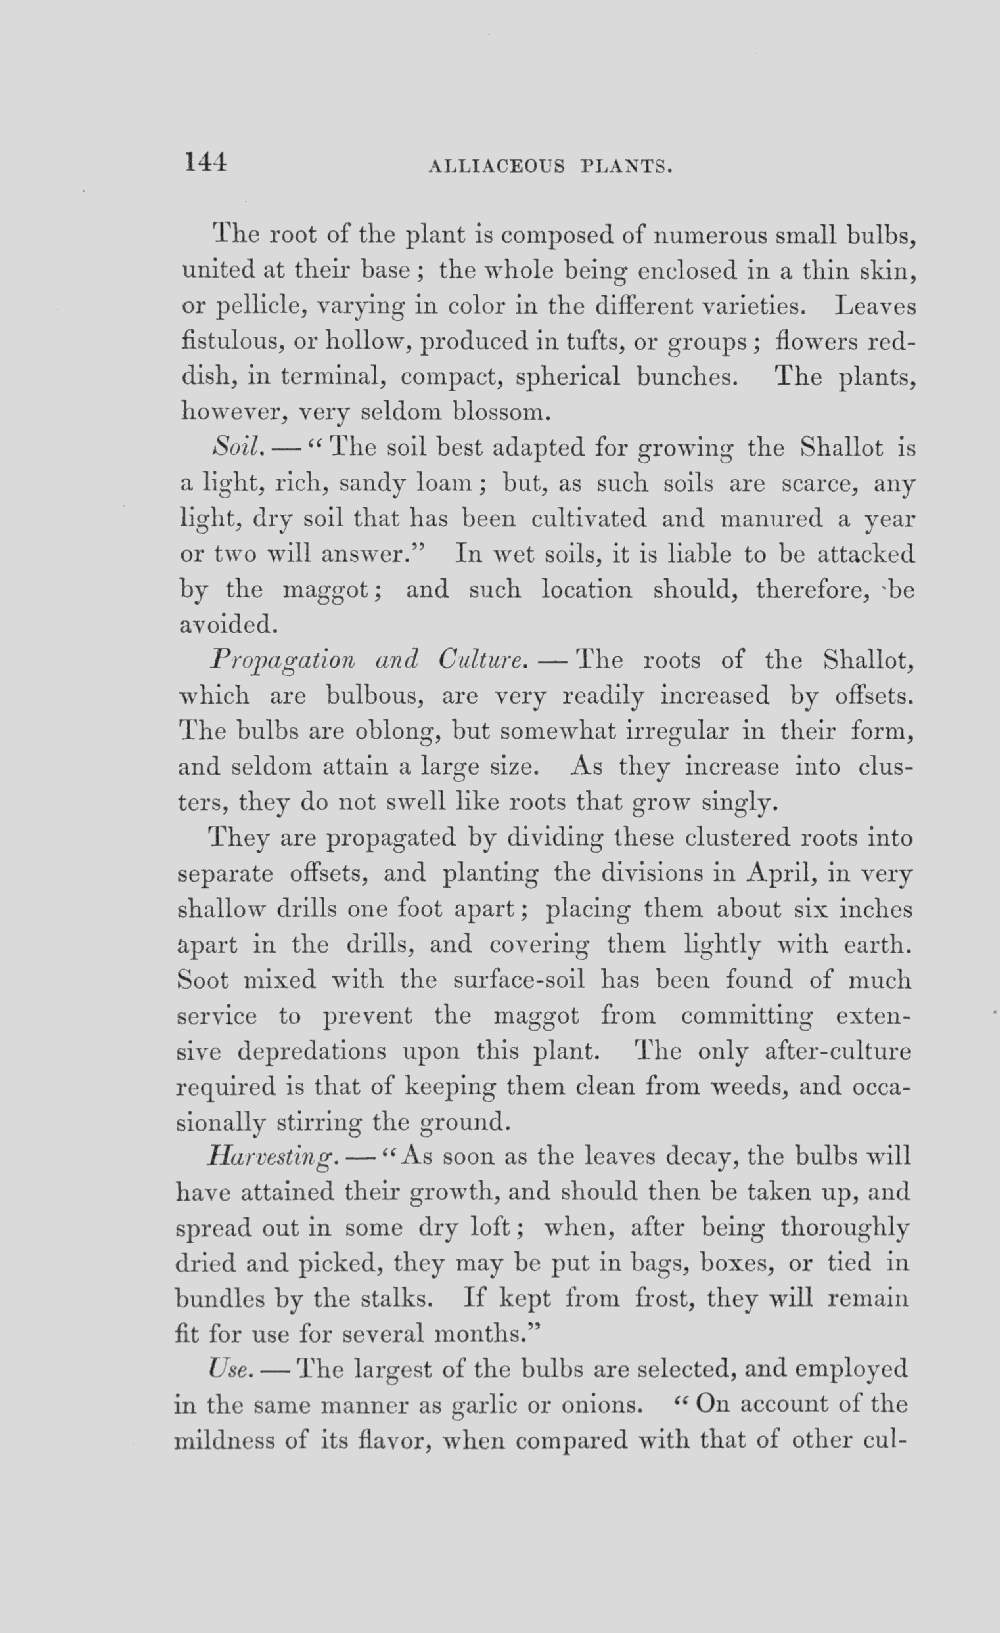 144
ALLIACEOUS PLANTS.
The root of the plant is composed of numerous small bulbs,
united at their base ; the whole being enclosed in a thin skin,
or pellicle, varying in color in the different varieties. Leaves
fistulous, or hollow, produced in tufts, or groups ; flowers red-
dish, in terminal, compact, spherical bunches. The plants,
however, very seldom blossom.
Soil. — “ The soil best adapted for growing the Shallot is
a light, rich, sandy loam ; but, as such soils are scarce, any
light, dry soil that has been cultivated and manured a year
or two will answer.” In wet soils, it is liable to be attacked
by the maggot ; and such location should, therefore, be
avoided.
Propagation and Culture. — The roots of the Shallot,
which are bulbous, are very readily increased by offsets.
The bulbs are oblong, but somewhat irregular in their form,
and seldom attain a large size. As they increase into clus-
ters, they do not swell like roots that grow singly.
They are propagated by dividing these clustered roots into
separate offsets, and planting the divisions in April, in very
shallow drills one foot apart ; placing them about six inches
apart in the drills, and covering them lightly with earth.
Soot mixed with the surface-soil has been found of much
service to prevent the maggot from committing exten-
sive depredations upon this plant. The only after-culture
required is that of keeping them clean from weeds, and occa-
sionally stirring the ground.
Harvesting. — “ As soon as the leaves decay, the bulbs will
have attained their growth, and should then be taken up, and
spread out in some dry loft ; when, after being thoroughly
dried and picked, they may be put in bags, boxes, or tied in
bundles by the stalks. If kept from frost, they will remain
fit for use for several months.”
Use. — The largest of the bulbs are selected, and employed
in the same manner as garlic or onions. “ On account of the
mildness of its flavor, when compared with that of other cul-